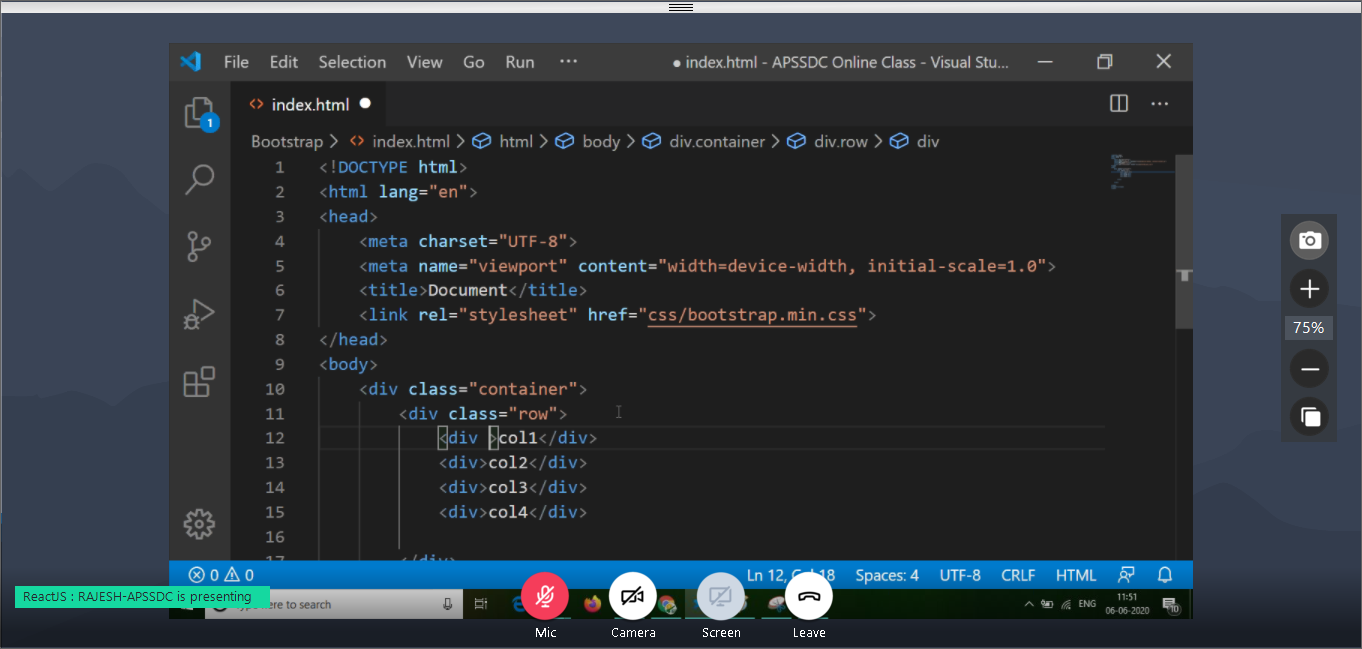 File Edit Selection View Go Run ··· ● index.html - APSSDC Online Class - Visual Stu...
1
index.html ●
Bootstrap > index.html > html > body > div.container > div.row > div
1 <!DOCTYPE html>
2 <html lang="en">
3 <head>
4 <meta charset="UTF-8">
5 <meta name="viewport" content="width=device-width, initial-scale=1.0">
6 <title>Document</title>
7 <link rel="stylesheet" href="css/bootstrap.min.css">
8 </head>
9 <body>
10 <div class="container">
11 <div class="row">
12 <div >col1</div>
13 <div>col2</div>
14 <div>col3</div>
15 <div>col4</div>
16
17 </div>
75%
0 0 Ln 12, Col 18 Spaces: 4 UTF-8 CRLF HTML
ReactJS : RAJESH-APSSDC is presenting
here to search
ENG
11:51
06-06-2020
10
Mic Camera Screen Leave